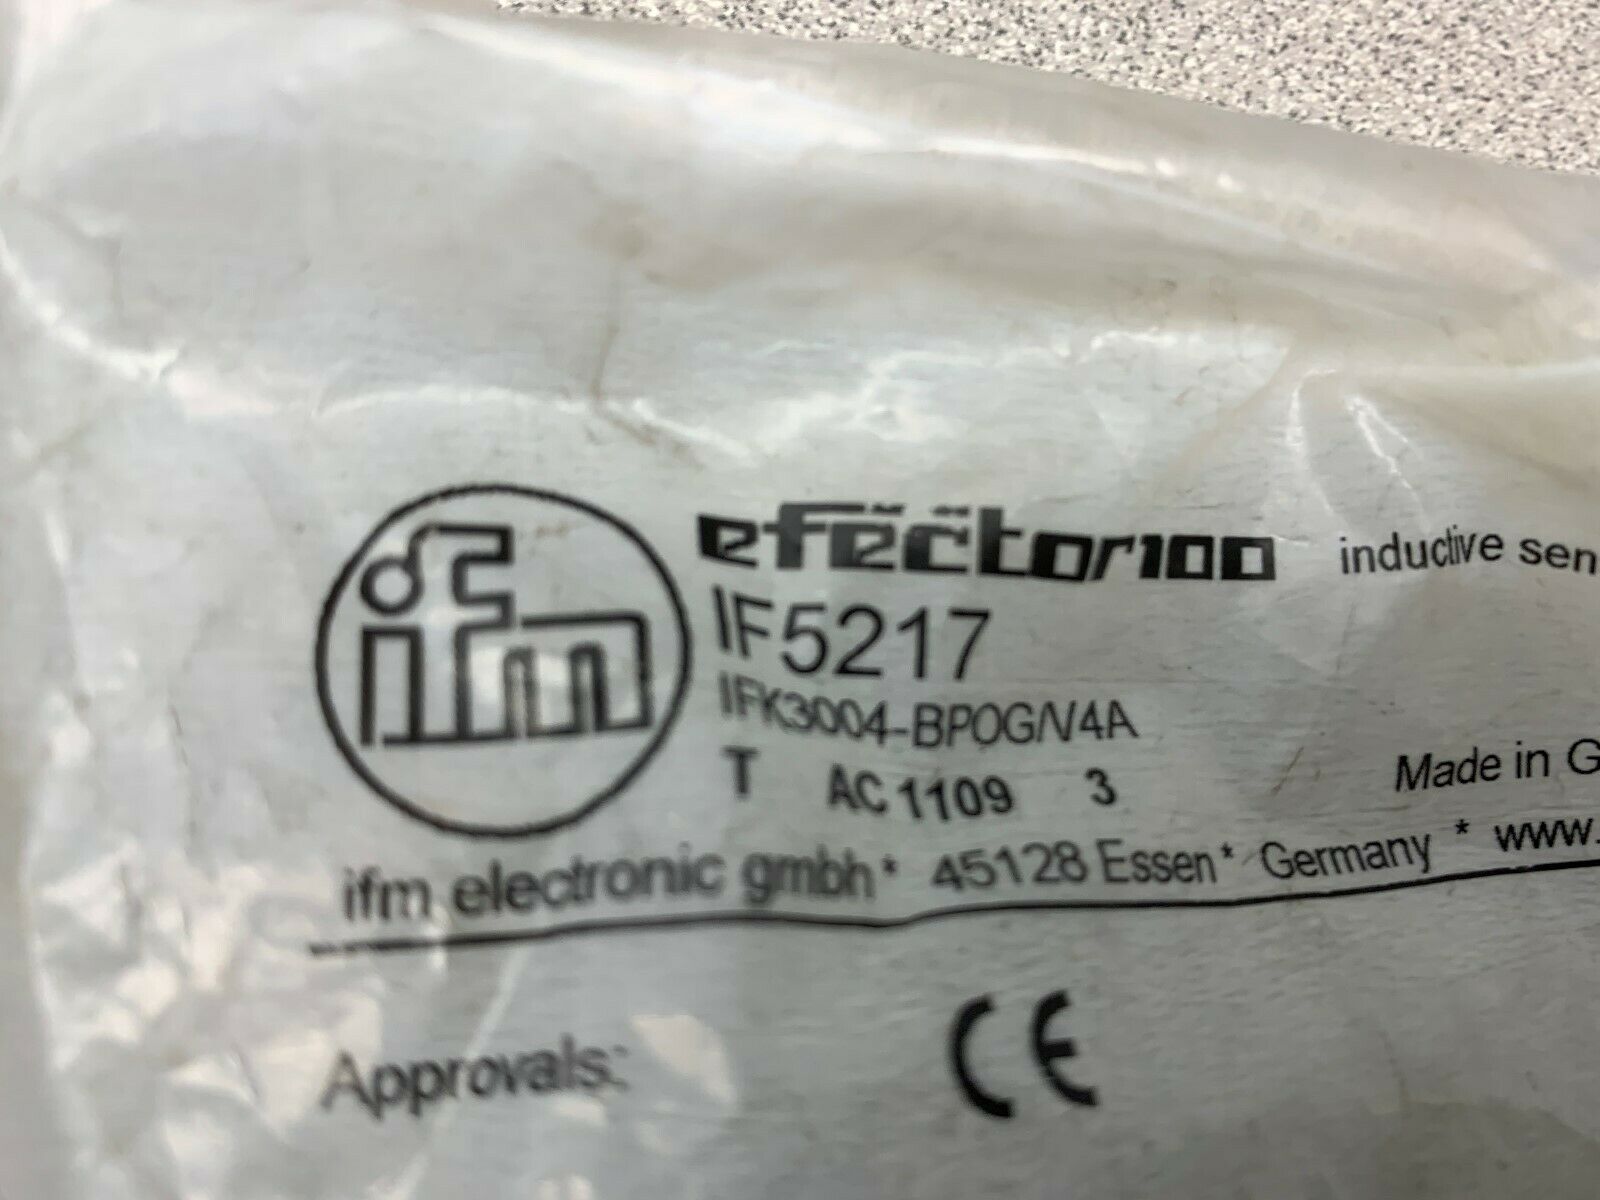 ifm
efector100 inductive sen
IF5217
IFK3004-BPOG/V4A
T AC1109 3
Made in G
ifm electronic gmbh * 45128 Essen * Germany * www.
Approvals:
CE